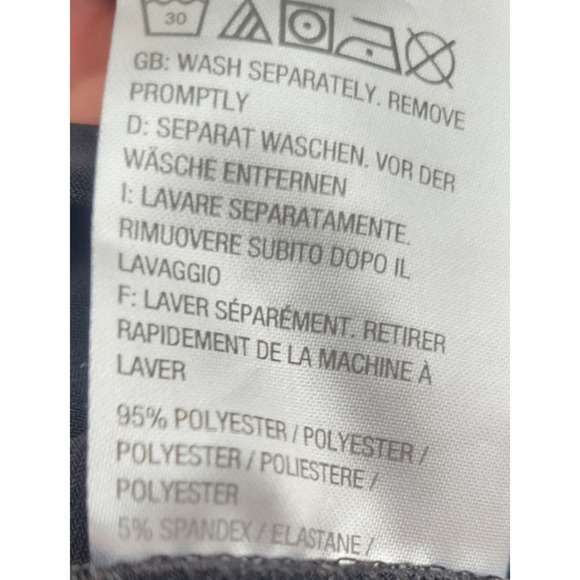 30
GB: WASH SEPARATELY. REMOVE
PROMPTLY
D: SEPARAT WASCHEN. VOR DER
WÄSCHE ENTFERNEN
I: LAVARE SEPARATAMENTE.
RIMUOVERE SUBITO DOPO IL
LAVAGGIO
F: LAVER SÉPARÉMENT. RETIRER
RAPIDEMENT DE LA MACHINE À
LAVER
95% POLYESTER / POLYESTER /
POLYESTER / POLIESTERE /
POLYESTER
5% SPANDEX / ELASTANE /